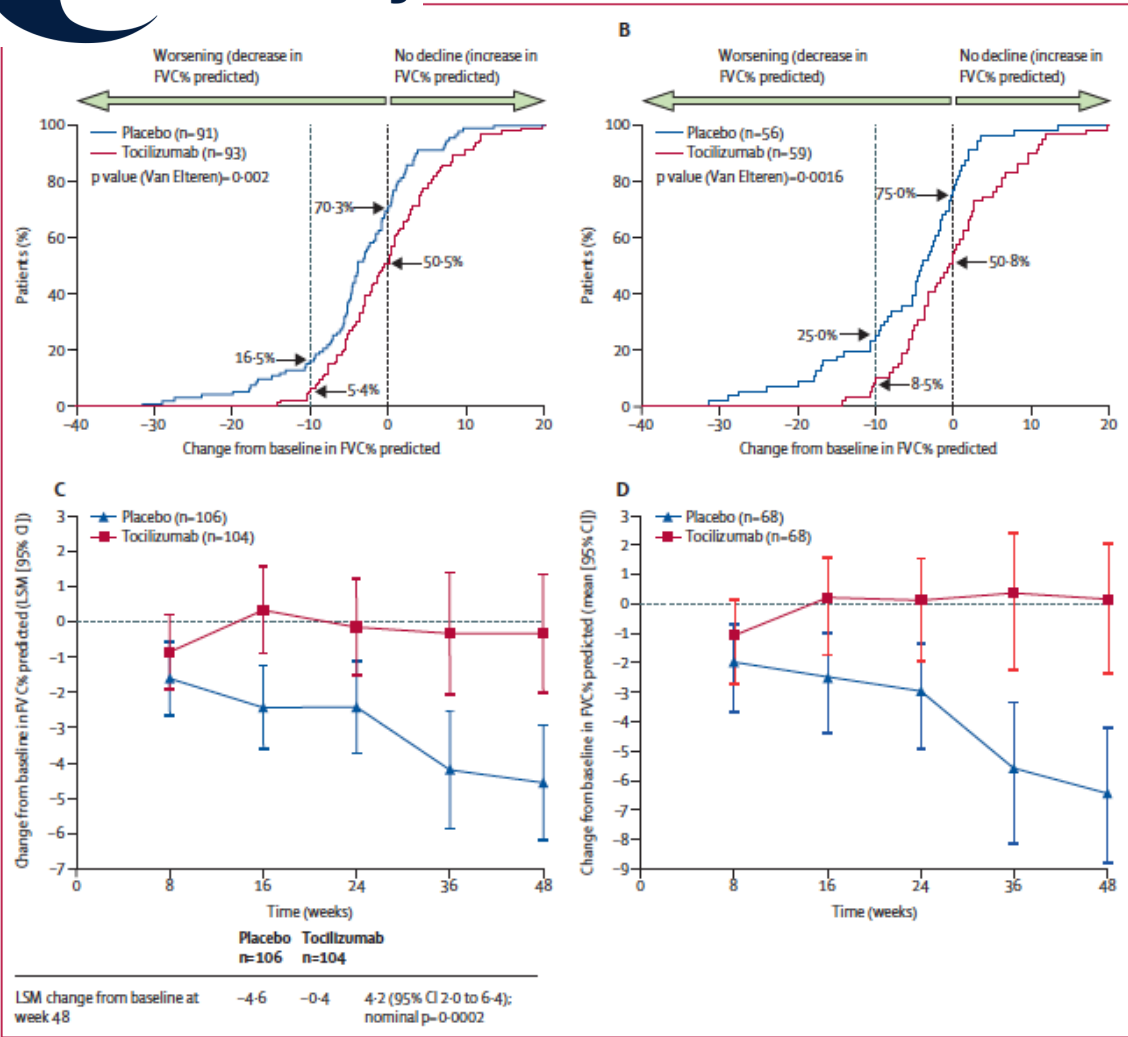 B
Worsening (decrease in
FVC% predicted)
No decline (increase in
FVC% predicted)
Placebo (n=91)
Tocilizumab (n=93)
p value (Van Elteren)=0·002
70·3%
50·5%
16·5%
5·4%
100
80
60
40
20
0
Patients (%)
-40
-30
-20
-10
0
10
20
Change from baseline in FVC% predicted
Worsening (decrease in
FVC% predicted)
No decline (increase in
FVC% predicted)
Placebo (n=56)
Tocilizumab (n=59)
p value (Van Elteren)=0·0016
75·0%
50·8%
25·0%
8·5%
100
80
60
40
20
0
Patients (%)
-40
-30
-20
-10
0
10
20
Change from baseline in FVC% predicted
C
Placebo (n=106)
Tocilizumab (n=104)
3
2
1
0
-1
-2
-3
-4
-5
-6
-7
Change from baseline in FVC% predicted (LSM [95% CI])
0
8
16
24
36
48
Time (weeks)
Placebo Tocilizumab
n=106 n=104
LSM change from baseline at -4·6 -0·4 4·2 (95% CI 2·0 to 6·4);
week 48 nominal p=0·0002
D
Placebo (n=68)
Tocilizumab (n=68)
3
2
1
0
-1
-2
-3
-4
-5
-6
-7
-8
-9
Change from baseline in FVC% predicted (mean [95% CI])
0
8
16
24
36
48
Time (weeks)